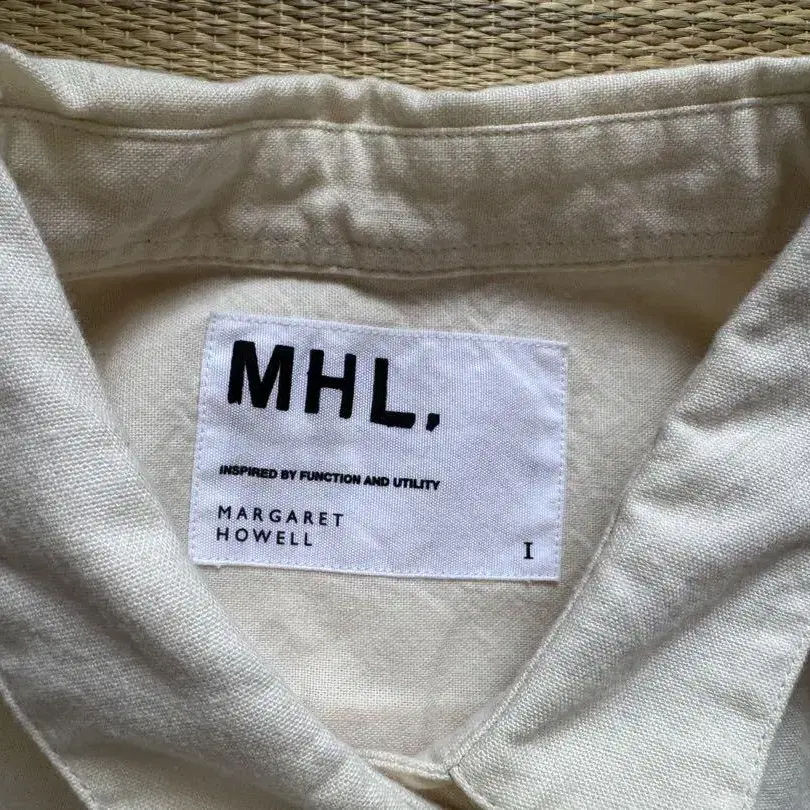 MHL,
INSPIRED BY FUNCTION AND UTILITY
MARGARET
HOWELL
I